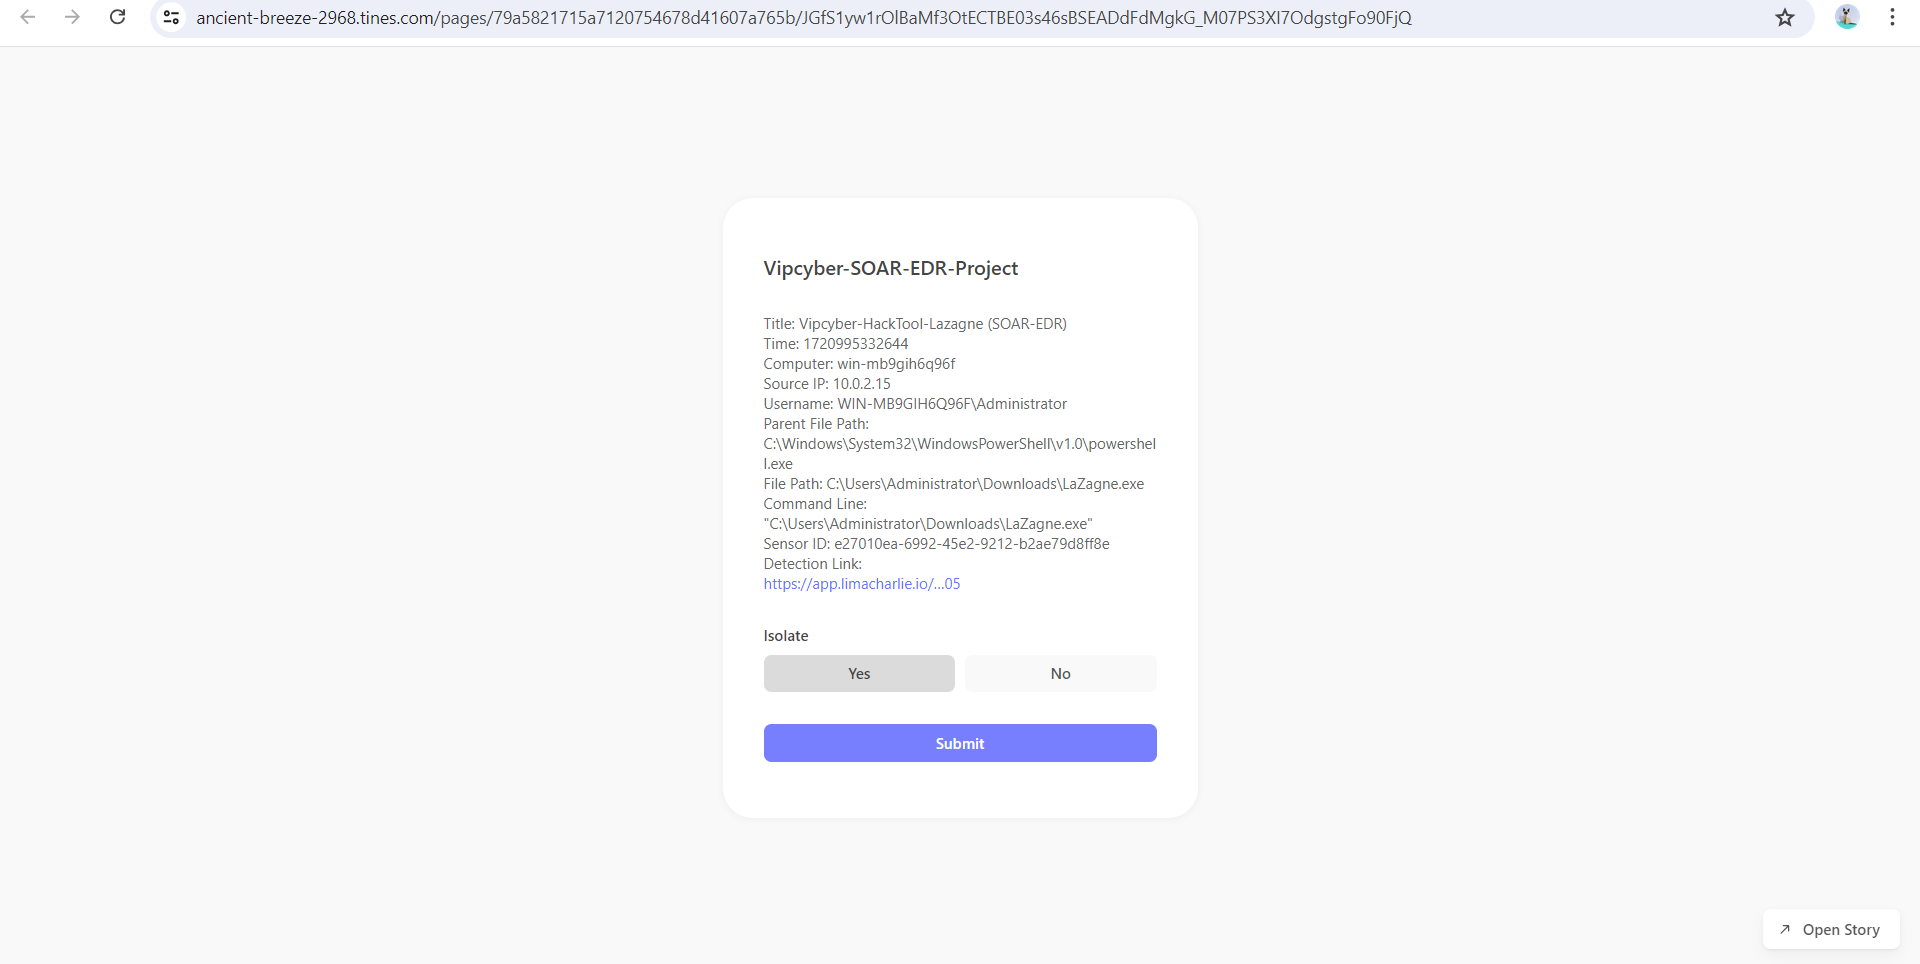 ancient-breeze-2968.tines.com/pages/79a5821715a7120754678d41607a765b/JGfS1yw1rOlBaMf3OtECTBE03s46sBSEADdFdMgkG_M07PS3XI7OdgstgFo90FjQ
Vipcyber-SOAR-EDR-Project
Title: Vipcyber-HackTool-Lazagne (SOAR-EDR)
Time: 1720995332644
Computer: win-mb9gih6q96f
Source IP: 10.0.2.15
Username: WIN-MB9GIH6Q96F\Administrator
Parent File Path:
C:\Windows\System32\WindowsPowerShell\v1.0\powershel
l.exe
File Path: C:\Users\Administrator\Downloads\LaZagne.exe
Command Line:
"C:\Users\Administrator\Downloads\LaZagne.exe"
Sensor ID: e27010ea-6992-45e2-9212-b2ae79d8ff8e
Detection Link:
https://app.limacharlie.io/...05
Isolate
Yes No
Submit
Open Story